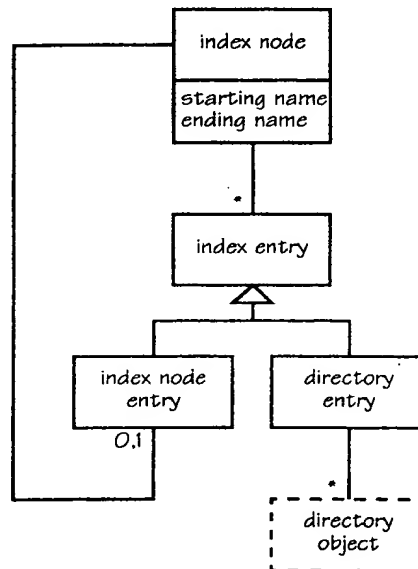 index node
starting name
ending name
*
index entry
index node
entry
directory
entry
0,1
*
directory
object